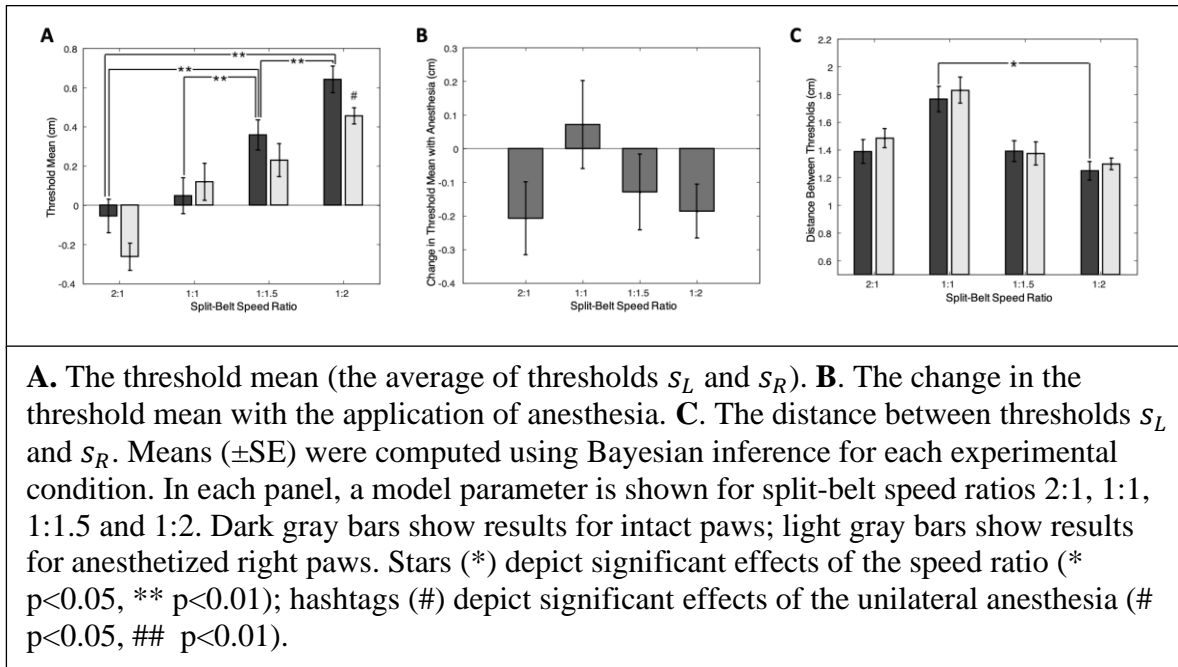 A
B
C
0.8
0.6
0.4
0.2
0
-0.2
-0.4
Threshold Mean (cm)
**
**
**
**
#
2:1 1:1 1:1.5 1:2
Split-Belt Speed Ratio
0.3
0.2
0.1
0
-0.1
-0.2
-0.3
-0.4
Change in Threshold Mean with Anesthesia (cm)
2:1 1:1 1:1.5 1:2
Split-Belt Speed Ratio
2.2
2
1.8
1.6
1.4
1.2
1
0.8
0.6
Distance Between Thresholds (cm)
*
2:1 1:1 1:1.5 1:2
Split-Belt Speed Ratio
A. The threshold mean (the average of thresholds s_L and s_R). B. The change in the
threshold mean with the application of anesthesia. C. The distance between thresholds s_L
and s_R. Means (±SE) were computed using Bayesian inference for each experimental
condition. In each panel, a model parameter is shown for split-belt speed ratios 2:1, 1:1,
1:1.5 and 1:2. Dark gray bars show results for intact paws; light gray bars show results
for anesthetized right paws. Stars (*) depict significant effects of the speed ratio (*
p<0.05, ** p<0.01); hashtags (#) depict significant effects of the unilateral anesthesia (#
p<0.05, ## p<0.01).